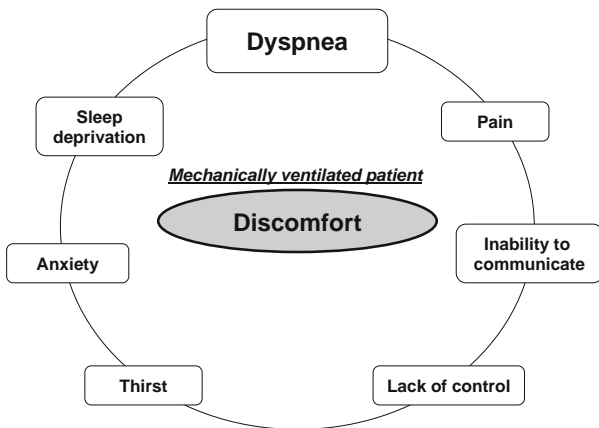 Dyspnea
Sleep
deprivation
Pain
Mechanically ventilated patient
Discomfort
Anxiety
Inability to
communicate
Thirst
Lack of control